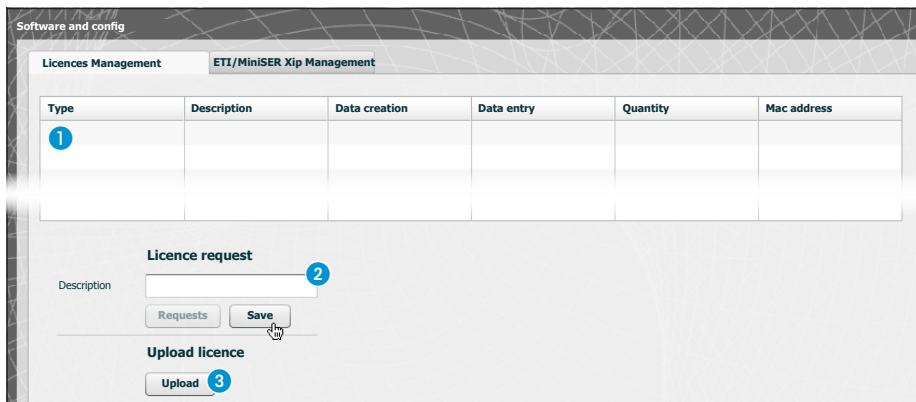 Software and config
Licences Management ETI/MiniSER Xip Management
Type Description Data creation Data entry Quantity Mac address
1
Licence request
2
Description
Requests Save
Upload licence
Upload 3